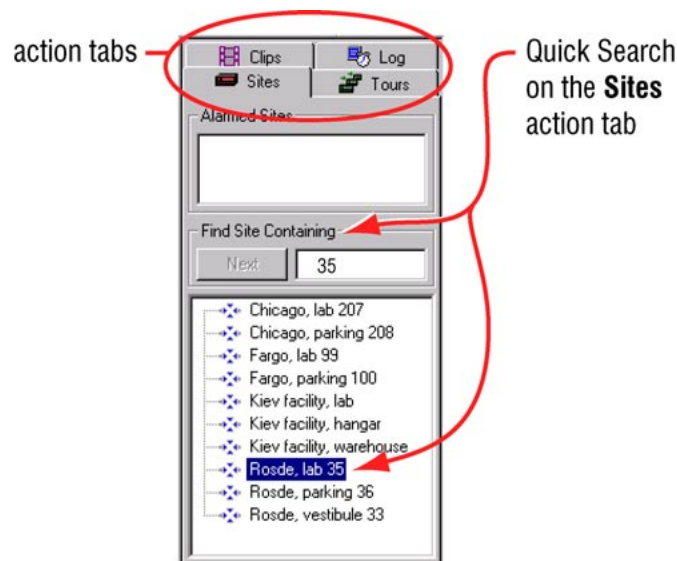 action tabs
Clips
Log
Sites
Tours
Quick Search
on the Sites
action tab
Alarmed Sites
Find Site Containing
Next
35
Chicago, lab 207
Chicago, parking 208
Fargo, lab 99
Fargo, parking 100
Kiev facility, lab
Kiev facility, hangar
Kiev facility, warehouse
Rosde, lab 35
Rosde, parking 36
Rosde, vestibule 33